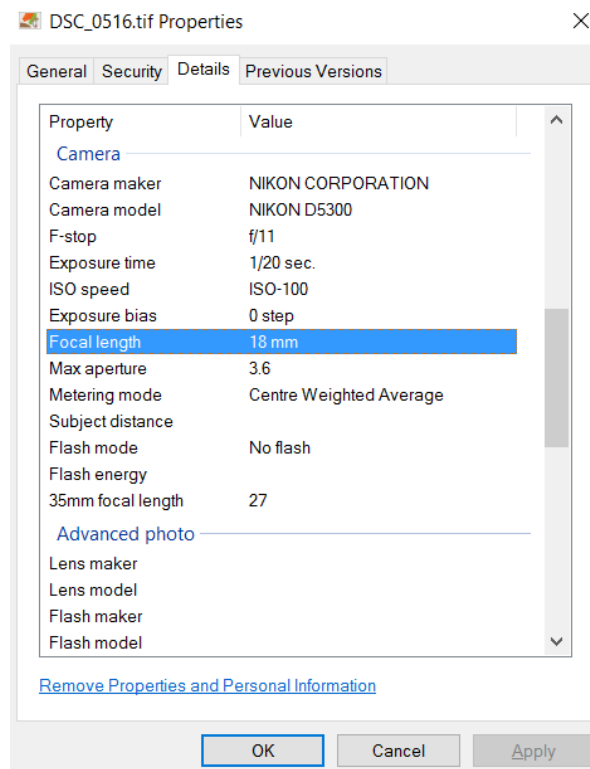 DSC_0516.tif Properties
General Security Details Previous Versions
Property Value
Camera
Camera maker NIKON CORPORATION
Camera model NIKON D5300
F-stop f/11
Exposure time 1/20 sec.
ISO speed ISO-100
Exposure bias 0 step
Focal length 18 mm
Max aperture 3.6
Metering mode Centre Weighted Average
Subject distance
Flash mode No flash
Flash energy
35mm focal length 27
Advanced photo
Lens maker
Lens model
Flash maker
Flash model
Remove Properties and Personal Information
OK Cancel Apply